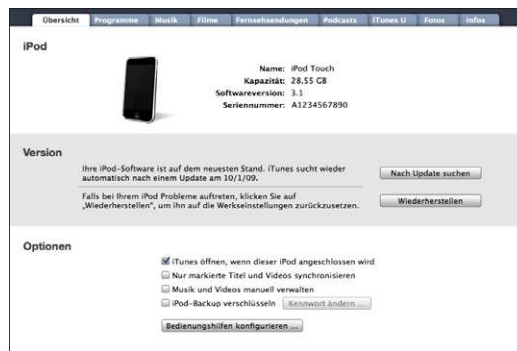 Übersicht Programme Musik Filme Fernsehsendungen Podcasts iTunes U Fotos Infos
iPod
Name: iPod Touch
Kapazität: 28,55 GB
Softwareversion: 3.1
Seriennummer: A1234567890
Version
Ihre iPod-Software ist auf dem neuesten Stand. iTunes sucht wieder
automatisch nach einem Update am 10/1/09.
Nach Update suchen
Falls bei Ihrem iPod Probleme auftreten, klicken Sie auf
„Wiederherstellen“, um ihn auf die Werkseinstellungen zurückzusetzen.
Wiederherstellen
Optionen
iTunes öffnen, wenn dieser iPod angeschlossen wird
Nur markierte Titel und Videos synchronisieren
Musik und Videos manuell verwalten
iPod-Backup verschlüsseln Kennwort ändern ...
Bedienungshilfen konfigurieren ...